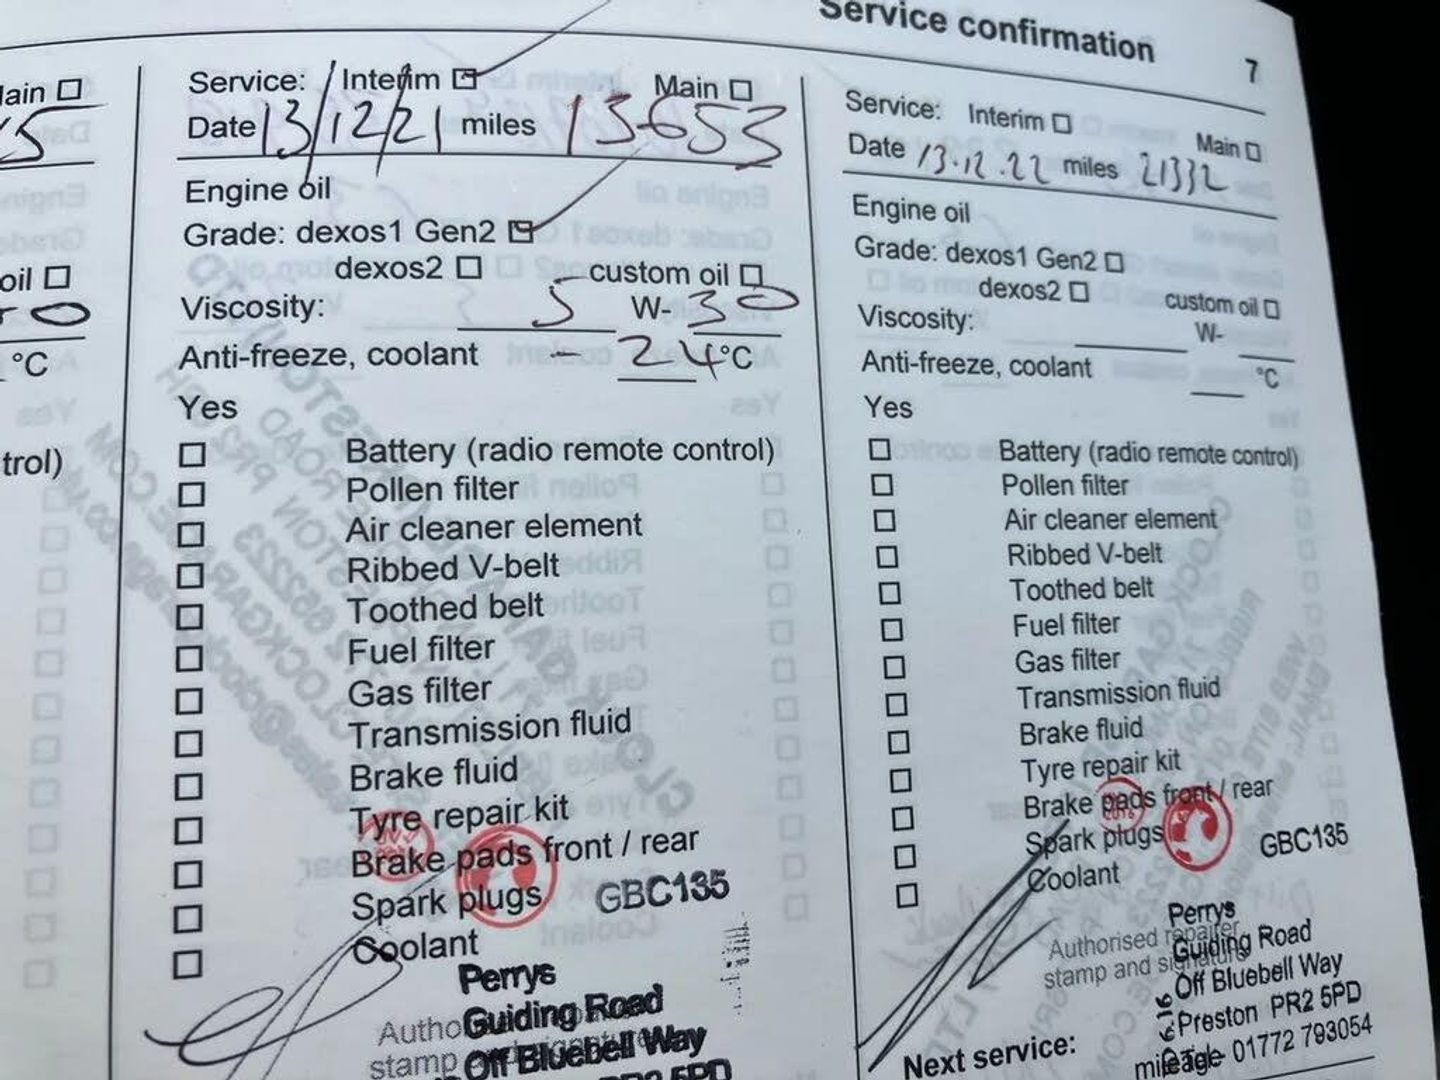 Service confirmation
7
Main
5
oil
0
°C
trol)
Service: Interim Main
Date 13/12/21 miles 13653
Engine oil
Grade: dexos1 Gen2
dexos2 custom oil
Viscosity: 5 W-30
Anti-freeze, coolant -24°C
Yes
Battery (radio remote control)
Pollen filter
Air cleaner element
Ribbed V-belt
Toothed belt
Fuel filter
Gas filter
Transmission fluid
Brake fluid
Tyre repair kit
Brake pads front / rear
Spark plugs
GBC135
Coolant
Perrys
Guiding Road
Off Bluebell Way
stamp
5PD
Service: Interim Main
Date 13.12.22 miles 21332
Engine oil
Grade: dexos1 Gen2
dexos2 custom oil
Viscosity: W-
Anti-freeze, coolant °C
Yes
Battery (radio remote control)
Pollen filter
Air cleaner element
Ribbed V-belt
Toothed belt
Fuel filter
Gas filter
Transmission fluid
Brake fluid
Tyre repair kit
Brake pads front / rear
Spark plugs
GBC135
Coolant
Perrys
Authorised repairer
Guiding Road
stamp and signature
Off Bluebell Way
Preston PR2 5PD
Next service:
01772 793054